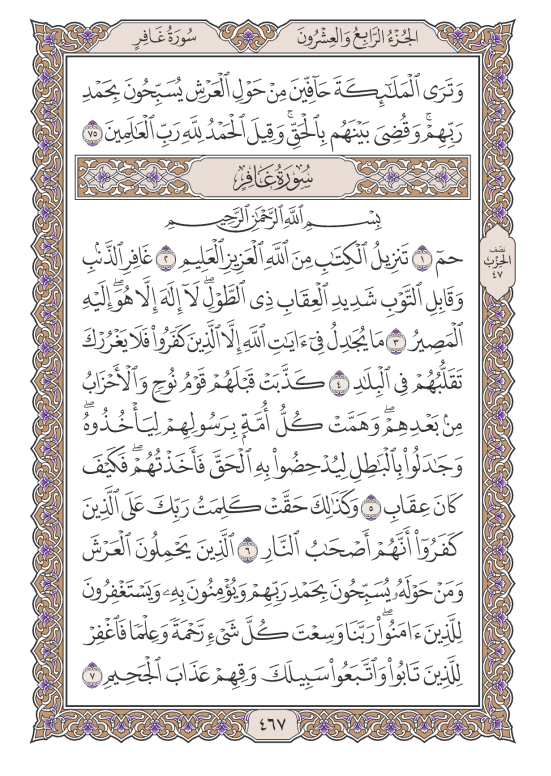 الجُزْءُ الرَّابِعُ وَالعِشْرُونَ
سُورَةُ غَافِرٍ
وَتَرَى ٱلْمَلَـٰٓئِكَةَ حَآفِّينَ مِنْ حَوْلِ ٱلْعَرْشِ يُسَبِّحُونَ بِحَمْدِ
رَبِّهِمْۖ وَقُضِىَ بَيْنَهُم بِٱلْحَقِّۚ وَقِيلَ ٱلْحَمْدُ لِلَّهِ رَبِّ ٱلْعَـٰلَمِينَ ٧٥
سُورَةُ غَافِرٍ
بِسْمِ ٱللَّهِ ٱلرَّحْمَـٰنِ ٱلرَّحِيمِ
حمٓ ١ تَنزِيلُ ٱلْكِتَـٰبِ مِنَ ٱللَّهِ ٱلْعَزِيزِ ٱلْعَلِيمِ ٢ غَافِرِ ٱلذَّنۢبِ
وَقَابِلِ ٱلتَّوْبِ شَدِيدِ ٱلْعِقَابِ ذِى ٱلطَّوْلِۖ لَآ إِلَـٰهَ إِلَّا هُوَۖ إِلَيْهِ
ٱلْمَصِيرُ ٣ مَا يُجَـٰدِلُ فِىٓ ءَايَـٰتِ ٱللَّهِ إِلَّا ٱلَّذِينَ كَفَرُوا۟ فَلَا يَغْرُرْكَ
تَقَلُّبُهُمْ فِى ٱلْبِلَـٰدِ ٤ كَذَّبَتْ قَبْلَهُمْ قَوْمُ نُوحٍ وَٱلْأَحْزَابُ
مِنۢ بَعْدِهِمْۖ وَهَمَّتْ كُلُّ أُمَّةٍۭ بِرَسُولِهِمْ لِيَأْخُذُوهُۖ
وَجَـٰدَلُوا۟ بِٱلْبَـٰطِلِ لِيُدْحِضُوا۟ بِهِ ٱلْحَقَّ فَأَخَذْتُهُمْۖ فَكَيْفَ
كَانَ عِقَابِ ٥ وَكَذَٰلِكَ حَقَّتْ كَلِمَتُ رَبِّكَ عَلَى ٱلَّذِينَ
كَفَرُوٓا۟ أَنَّهُمْ أَصْحَـٰبُ ٱلنَّارِ ٦ ٱلَّذِينَ يَحْمِلُونَ ٱلْعَرْشَ
وَمَنْ حَوْلَهُۥ يُسَبِّحُونَ بِحَمْدِ رَبِّهِمْ وَيُؤْمِنُونَ بِهِۦ وَيَسْتَغْفِرُونَ
لِلَّذِينَ ءَامَنُوا۟ۖ رَبَّنَا وَسِعْتَ كُلَّ شَىْءٍ رَّحْمَةً وَعِلْمًا فَٱغْفِرْ
لِلَّذِينَ تَابُوا۟ وَٱتَّبَعُوا۟ سَبِيلَكَ وَقِهِمْ عَذَابَ ٱلْجَحِيمِ ٧
نصف
الحزب
٤٧
٤٦٧